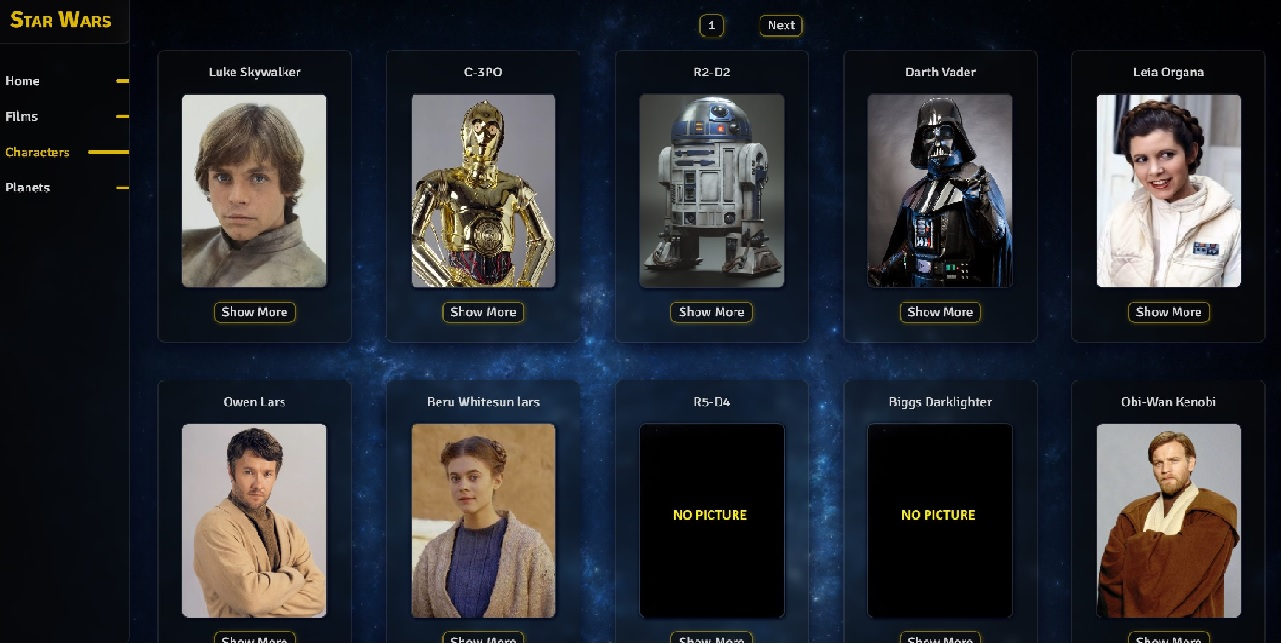 Star Wars
Home
Films
Characters
Planets
1 Next
Luke Skywalker
C-3PO
R2-D2
Darth Vader
Leia Organa
Show More
Show More
Show More
Show More
Show More
Owen Lars
Beru Whitesun lars
R5-D4
Biggs Darklighter
Obi-Wan Kenobi
NO PICTURE
NO PICTURE
Show More
Show More
Show More
Show More
Show More